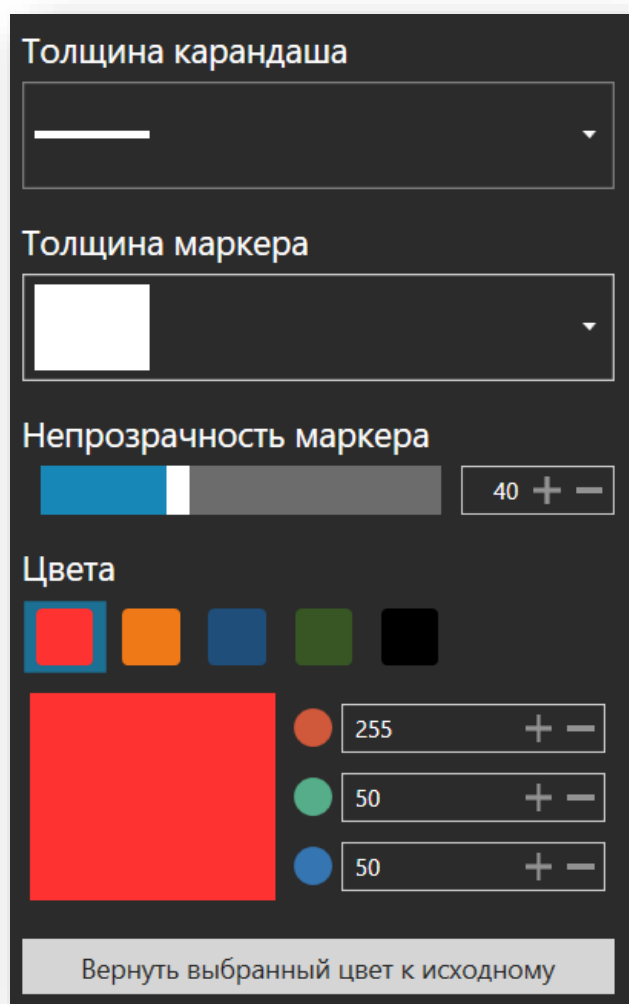 Толщина карандаша
Толщина маркера
Непрозрачность маркера
40
Цвета
255
50
50
Вернуть выбранный цвет к исходному